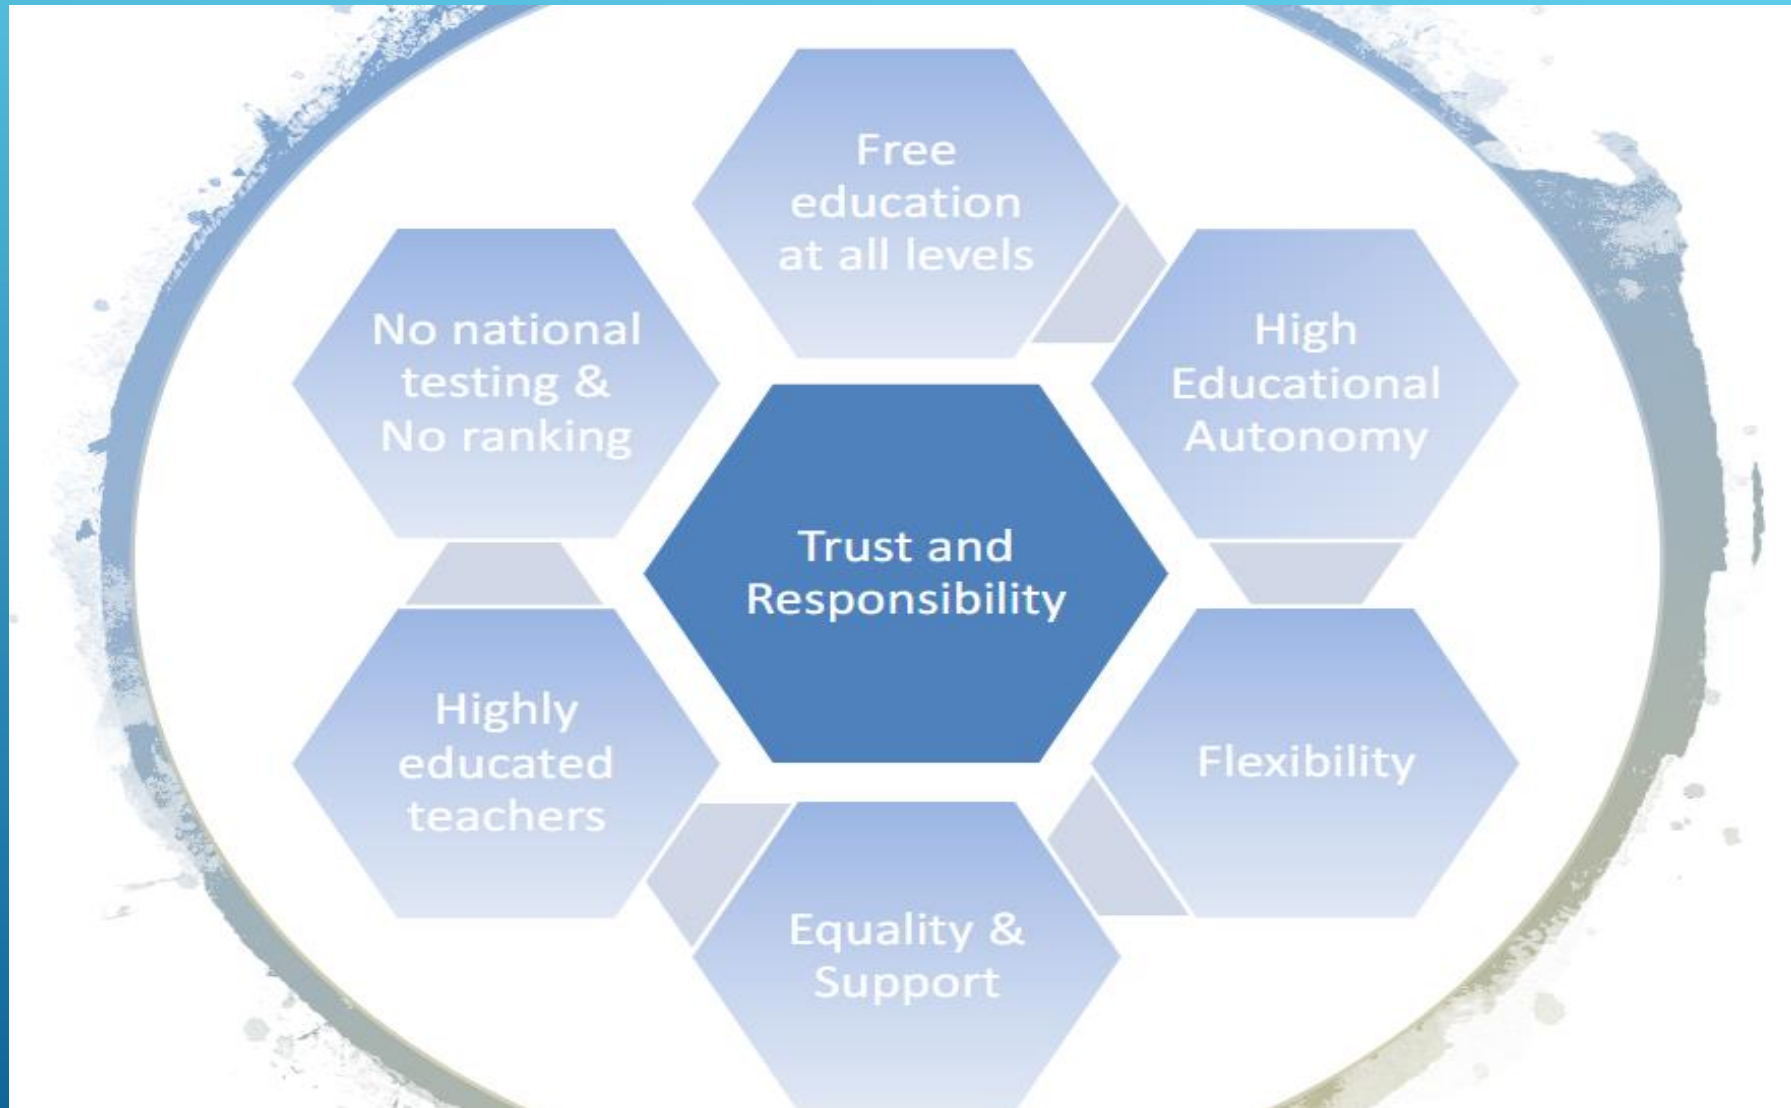 Free
education
at all levels
High
Educational
Autonomy
Flexibility
Equality &
Support
Highly
educated
teachers
No national
testing &
No ranking
Trust and
Responsibility